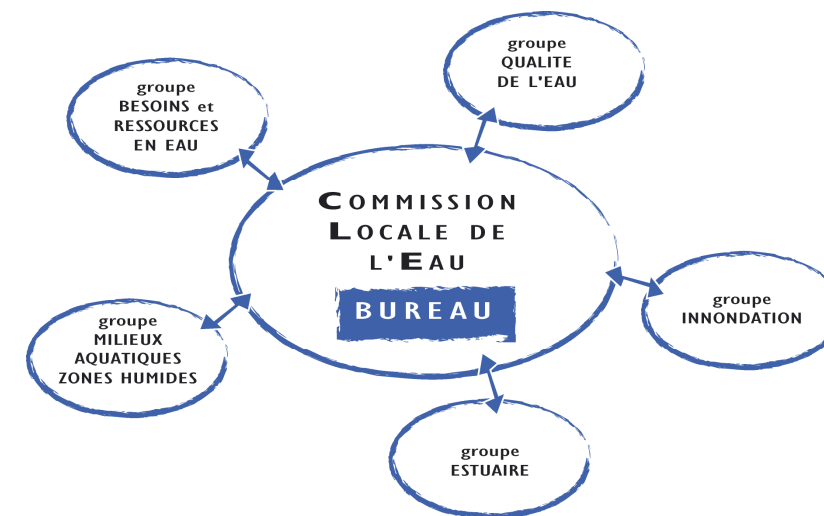 groupe
QUALITE
DE L'EAU
groupe
BESOINS et
RESSOURCES
EN EAU
COMMISSION
LOCALE DE
L'EAU
BUREAU
groupe
INNONDATION
groupe
MILIEUX
AQUATIQUES
ZONES HUMIDES
groupe
ESTUAIRE